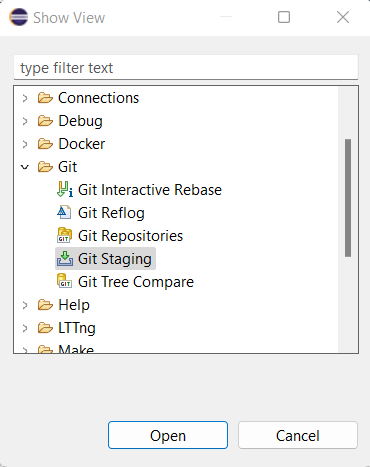 Show View
type filter text
Connections
Debug
Docker
Git
Git Interactive Rebase
Git Reflog
Git Repositories
Git Staging
Git Tree Compare
Help
LTTng
Make
Open
Cancel